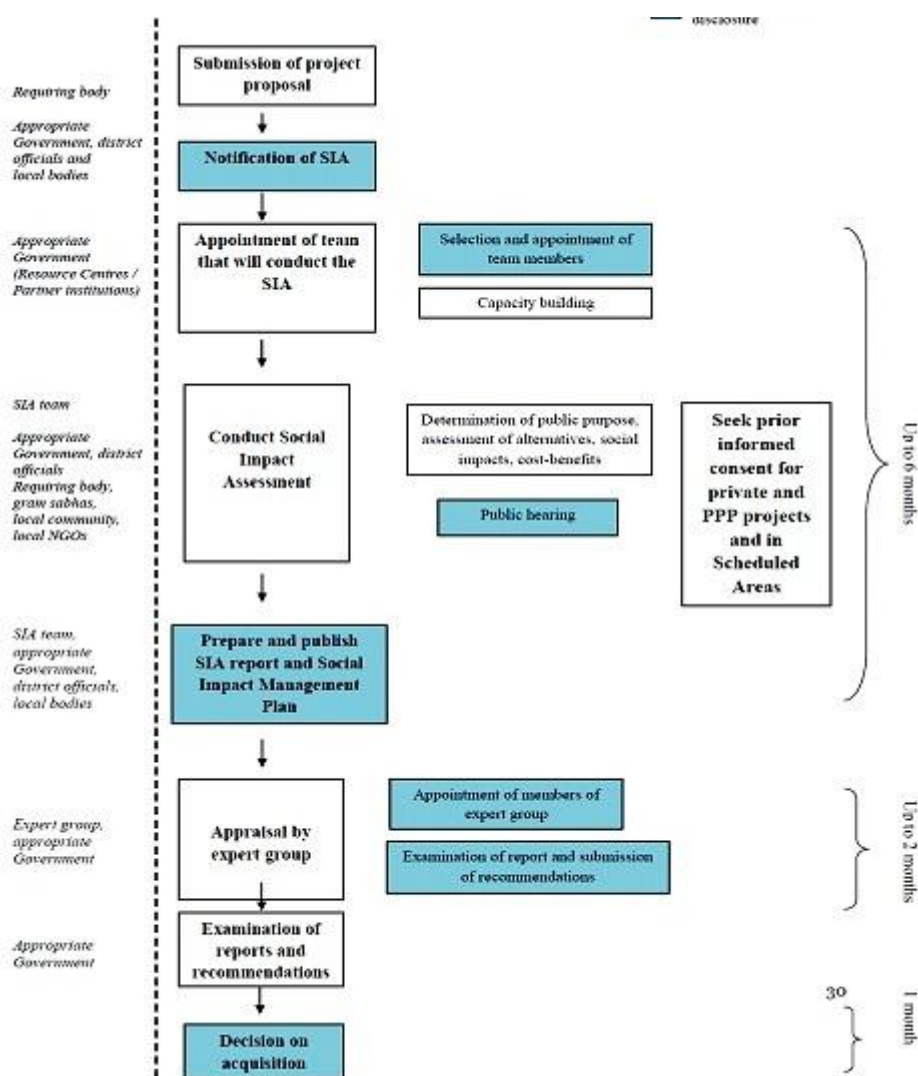 disclosure
Requiring body
Submission of project
proposal
Appropriate
Government, district
officials and
local bodies
Notification of SIA
Appropriate
Government
(Resource Centres /
Partner institutions)
Appointment of team
that will conduct the
SIA
Selection and appointment of
team members
Capacity building
SIA team
Appropriate
Government, district
officials
Requiring body,
gram sabhas,
local community,
local NGOs
Conduct Social
Impact
Assessment
Determination of public purpose,
assessment of alternatives, social
impacts, cost-benefits
Public hearing
Seek prior
informed
consent for
private and
PPP projects
and in
Scheduled
Areas
Up to 6 months
SIA team,
appropriate
Government,
district officials,
local bodies
Prepare and publish
SIA report and Social
Impact Management
Plan
Expert group,
appropriate
Government
Appraisal by
expert group
Appointment of members of
expert group
Examination of report and submission
of recommendations
Up to 2 months
Appropriate
Government
Examination of
reports and
recommendations
30
1 month
Decision on
acquisition